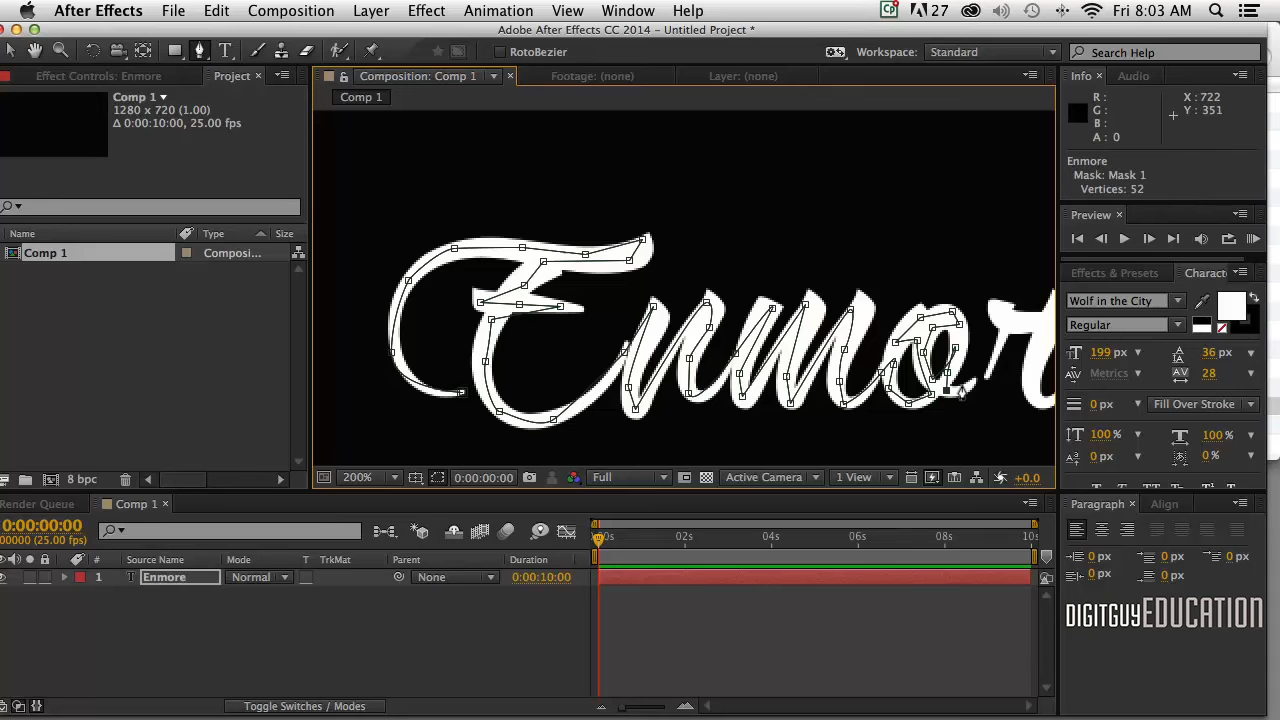 After Effects File Edit Composition Layer Effect Animation View Window Help 27 Fri 8:03 AM
Adobe After Effects CC 2014 - Untitled Project *
RotoBezier Workspace: Standard Search Help
Effect Controls: Enmore Project Composition: Comp 1 Footage: (none) Layer: (none) Info Audio
Comp 1
1280 x 720 (1.00)
Δ 0:00:10:00, 25.00 fps
Comp 1
R :
G :
B :
A : 0
X : 722
Y : 351
Enmore
Mask: Mask 1
Vertices: 52
Preview
Name Type Size
Comp 1 Composi...
Enmor
Effects & Presets Charact
Wolf in the City
Regular
199 px 36 px
Metrics 28
0 px Fill Over Stroke
100 % 100 %
0 px 0 %
8 bpc 200% 0:00:00:00 Full Active Camera 1 View +0.0
Render Queue Comp 1 Paragraph Align
0:00:00:00
00000 (25.00 fps)
02s 04s 06s 08s 10s
# Source Name Mode T TrkMat Parent Duration
1 T Enmore Normal None 0:00:10:00
0 px 0 px 0 px
0 px 0 px
DIGITGUYEDUCATION
Toggle Switches / Modes